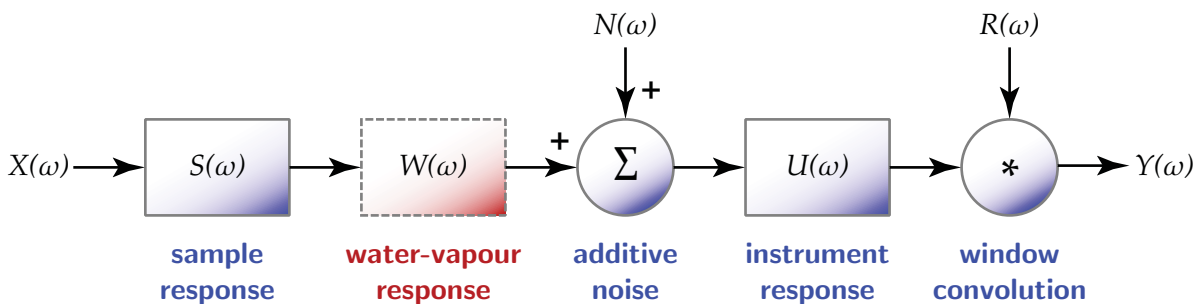 N(ω)
R(ω)
+
+
X(ω)
S(ω)
W(ω)
Σ
U(ω)
*
Y(ω)
sample
response
water-vapour
response
additive
noise
instrument
response
window
convolution